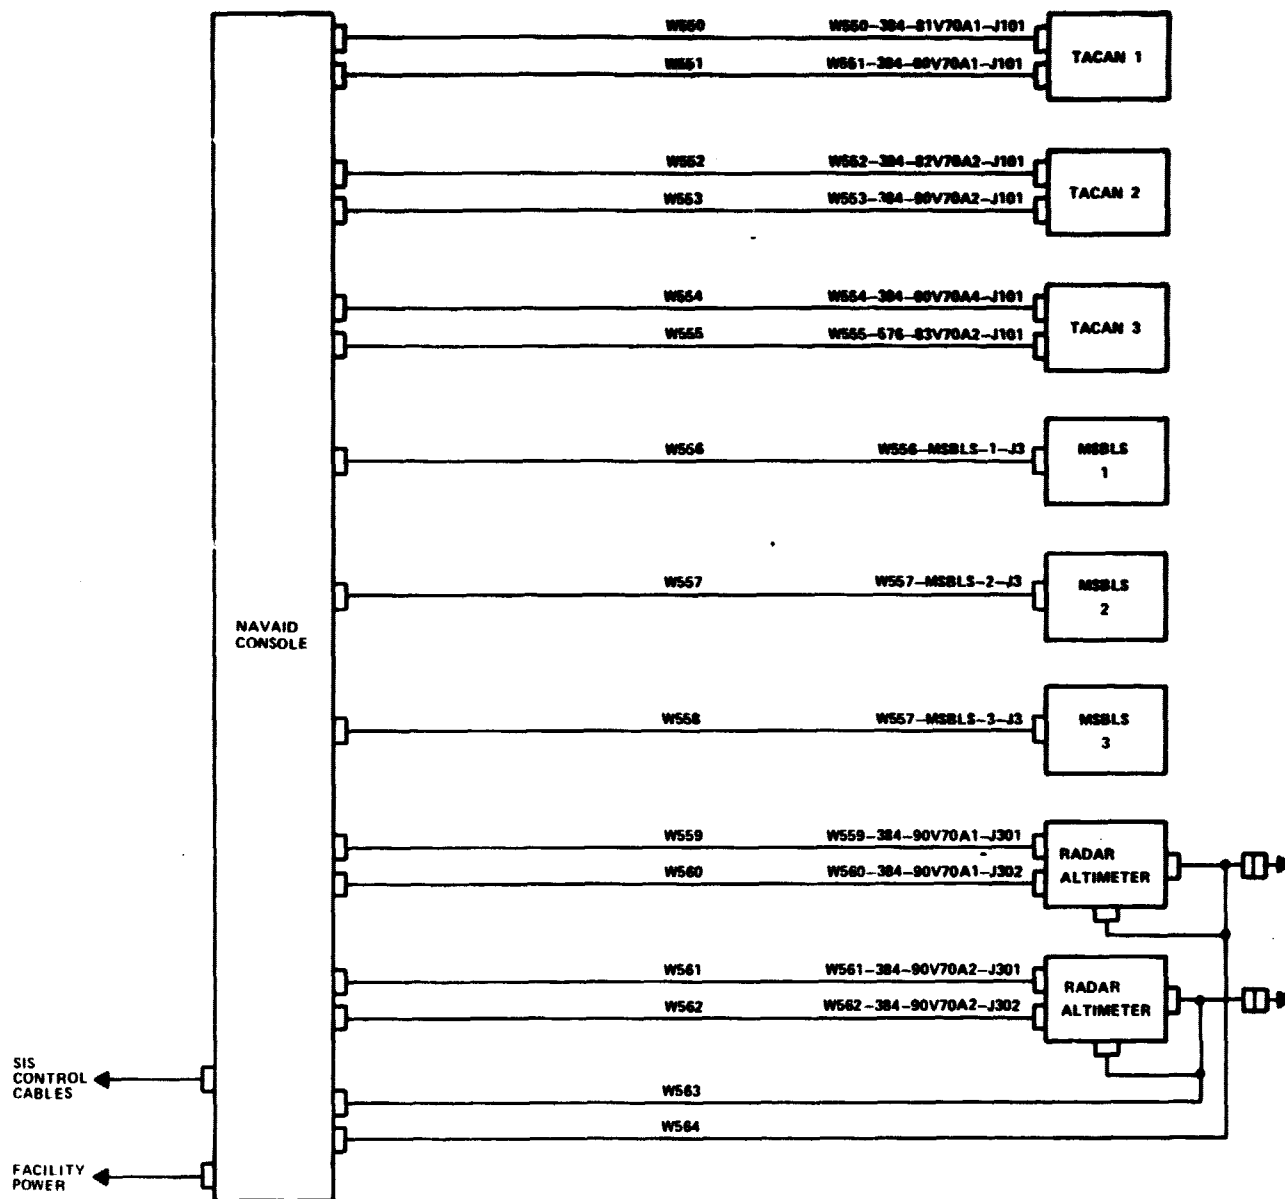 W550 W550-384-81V70A1-J101
TACAN 1
W551 W551-384-80V70A1-J101
W552 W552-384-82V70A2-J101
TACAN 2
W553 W553-384-80V70A2-J101
W554 W554-384-80V70A4-J101
TACAN 3
W555 W555-576-83V70A2-J101
W556 W556-MSBLS-1-J3
MSBLS
1
W557 W557-MSBLS-2-J3
MSBLS
2
NAVAID
CONSOLE
W558 W557-MSBLS-3-J3
MSBLS
3
W559 W559-384-90V70A1-J301
RADAR
ALTIMETER
W560 W560-384-90V70A1-J302
W561 W561-384-90V70A2-J301
RADAR
ALTIMETER
W562 W562-384-90V70A2-J302
SIS
CONTROL
CABLES
W563
W564
FACILITY
POWER